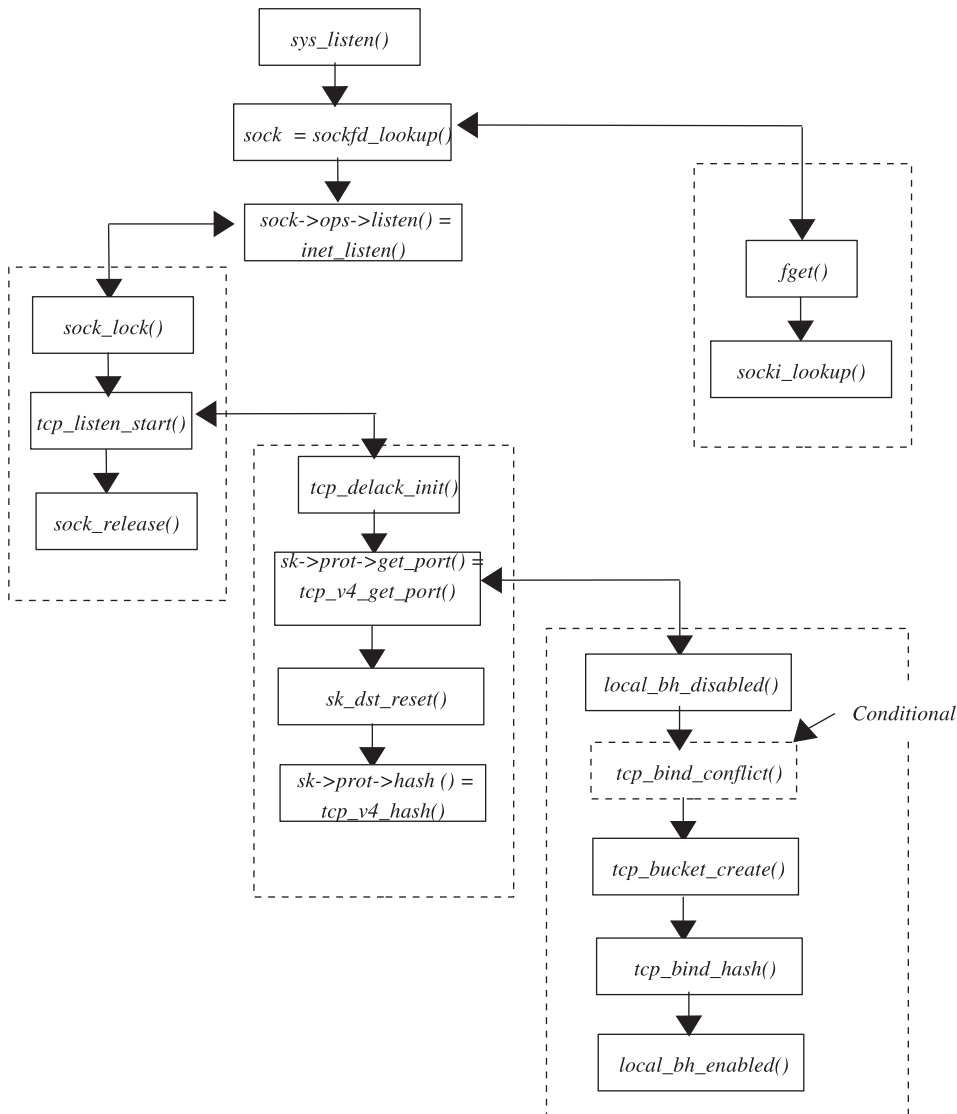 sys_listen()
sock = sockfd_lookup()
sock->ops->listen() =
inet_listen()
fget()
socki_lookup()
sock_lock()
tcp_listen_start()
sock_release()
tcp_delack_init()
sk->prot->get_port() =
tcp_v4_get_port()
sk_dst_reset()
sk->prot->hash () =
tcp_v4_hash()
local_bh_disabled()
Conditional
tcp_bind_conflict()
tcp_bucket_create()
tcp_bind_hash()
local_bh_enabled()